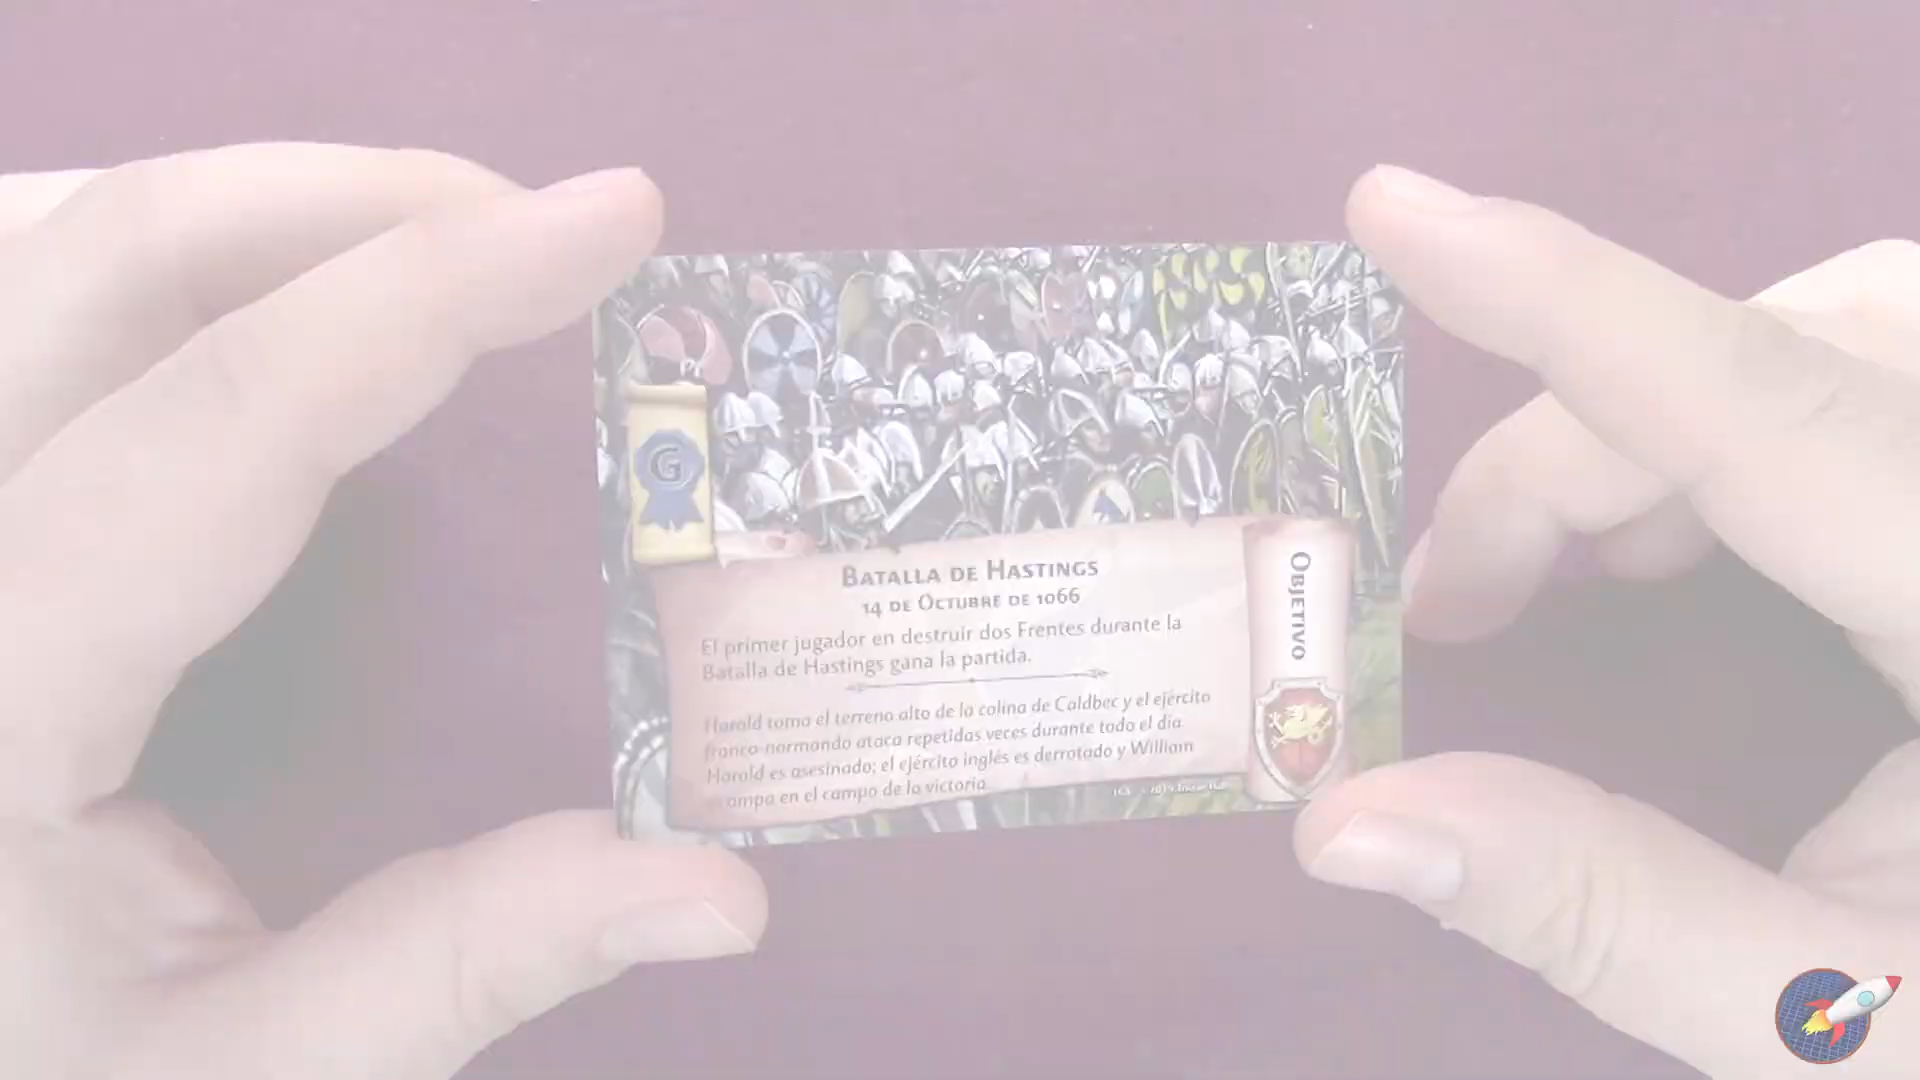 G
Batalla de Hastings
14 de Octubre de 1066
El primer jugador en destruir dos Frentes durante la
Batalla de Hastings gana la partida.
Harold toma el terreno alto de la colina de Caldbec y el ejército
franco-normando ataca repetidas veces durante todo el día.
Harold es asesinado; el ejército inglés es derrotado y William
en el campo de la victoria.
Objetivo